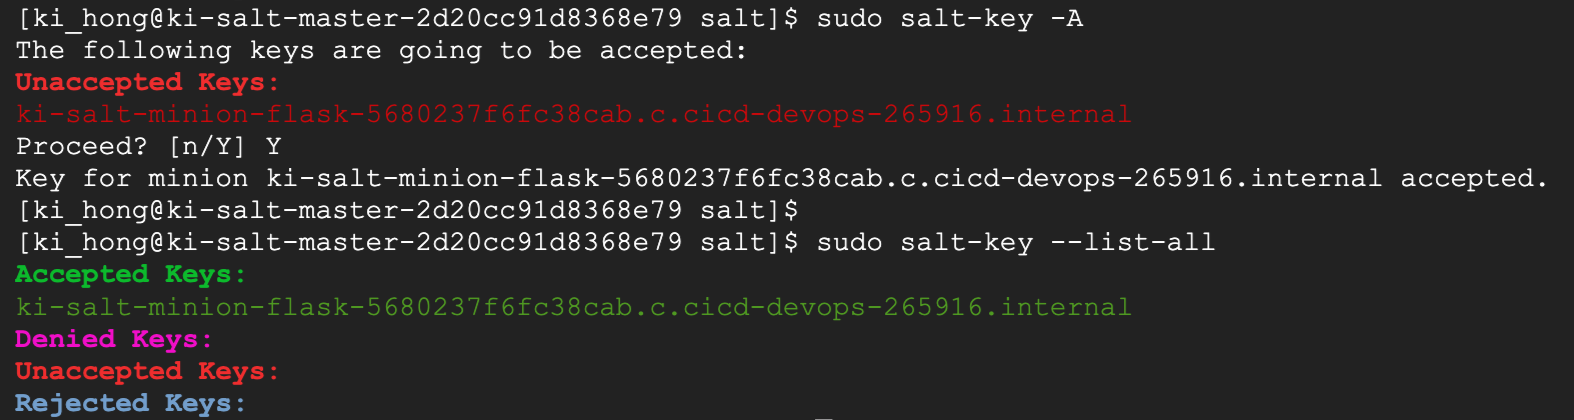 [ki_hong@ki-salt-master-2d20cc91d8368e79 salt]$ sudo salt-key -A
The following keys are going to be accepted:
Unaccepted Keys:
ki-salt-minion-flask-5680237f6fc38cab.c.cicd-devops-265916.internal
Proceed? [n/Y] Y
Key for minion ki-salt-minion-flask-5680237f6fc38cab.c.cicd-devops-265916.internal accepted.
[ki_hong@ki-salt-master-2d20cc91d8368e79 salt]$
[ki_hong@ki-salt-master-2d20cc91d8368e79 salt]$ sudo salt-key --list-all
Accepted Keys:
ki-salt-minion-flask-5680237f6fc38cab.c.cicd-devops-265916.internal
Denied Keys:
Unaccepted Keys:
Rejected Keys: